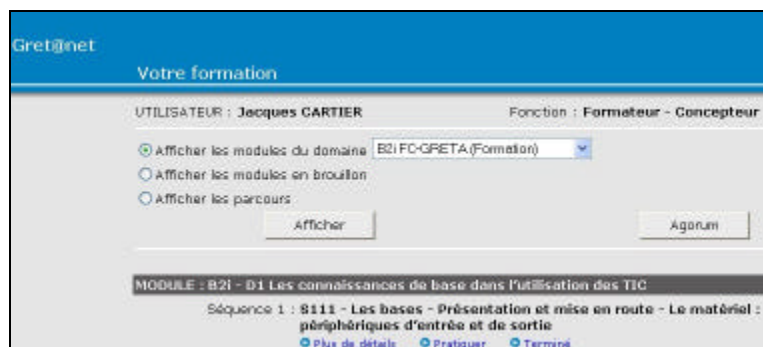 Gret@net
Votre formation
UTILISATEUR : Jacques CARTIER Fonction : Formateur - Concepteur
Afficher les modules du domaine B2i FC-GRETA (Formation)
Afficher les modules en brouillon
Afficher les parcours
Afficher Agorum
MODULE : B2i - D1 Les connaissances de base dans l'utilisation des TIC
Séquence 1 : S111 - Les bases - Présentation et mise en route - Le matériel :
périphériques d'entrée et de sortie
Plus de détails Pratiquer Terminé